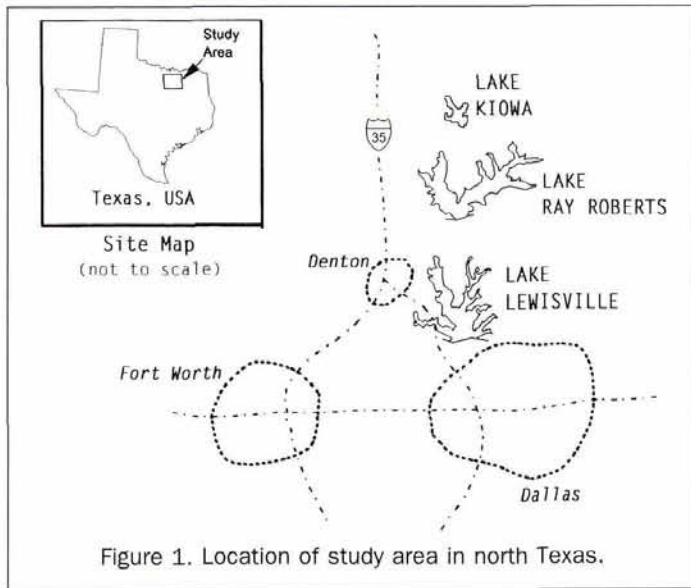 Study
Area
Texas, USA
Site Map
(not to scale)
35
LAKE
KIOWA
LAKE
RAY ROBERTS
Denton
LAKE
LEWISVILLE
Fort Worth
Dallas
Figure 1. Location of study area in north Texas.